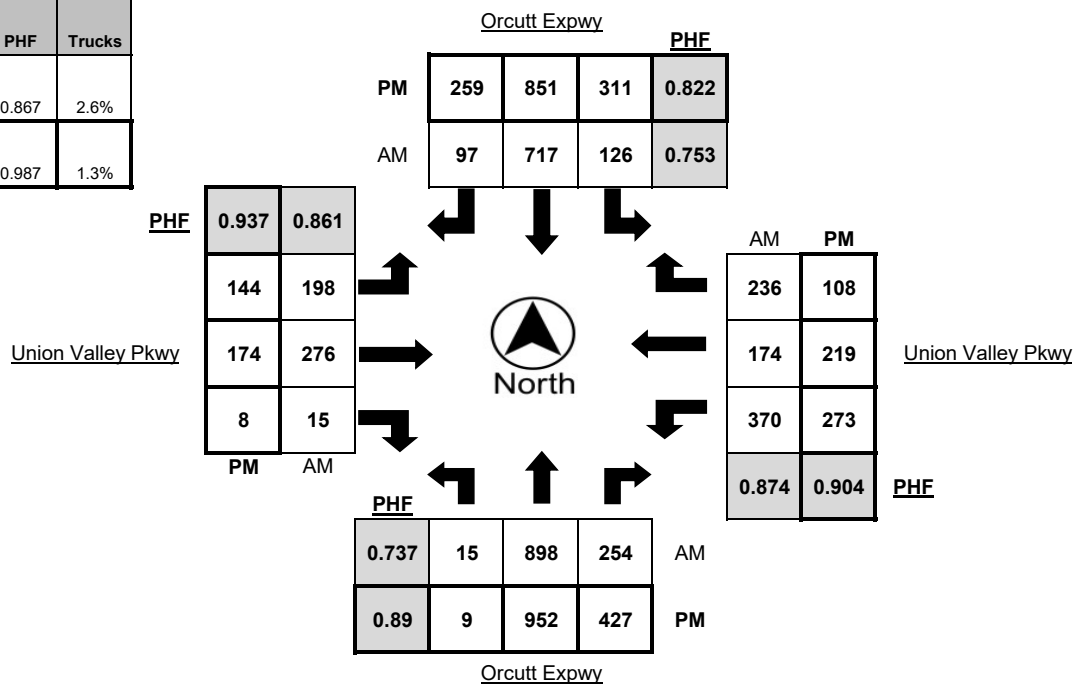 PHF Trucks
0.867 2.6%
0.987 1.3%
Orcutt Expwy
PHF
PM 259 851 311 0.822
AM 97 717 126 0.753
PHF 0.937 0.861
144 198
174 276
8 15
PM AM
Union Valley Pkwy
North
AM PM
236 108
174 219
370 273
0.874 0.904 PHF
Union Valley Pkwy
PHF
0.737 15 898 254 AM
0.89 9 952 427 PM
Orcutt Expwy